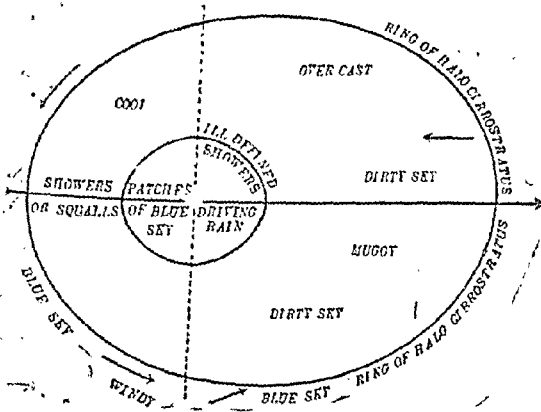 RING OF HALO CIRROSTRATUS
OVER CAST
COOL
ILL DEFINED
SHOWERS
DIRTY SKY
SHOWERS
OR SQUALLS
PATCHES
OF BLUE
SKY
DRIVING
RAIN
MUGGY
DIRTY SKY
RING OF HALO CIRROSTRATUS
BLUE SKY
WINDY
BLUE SKY